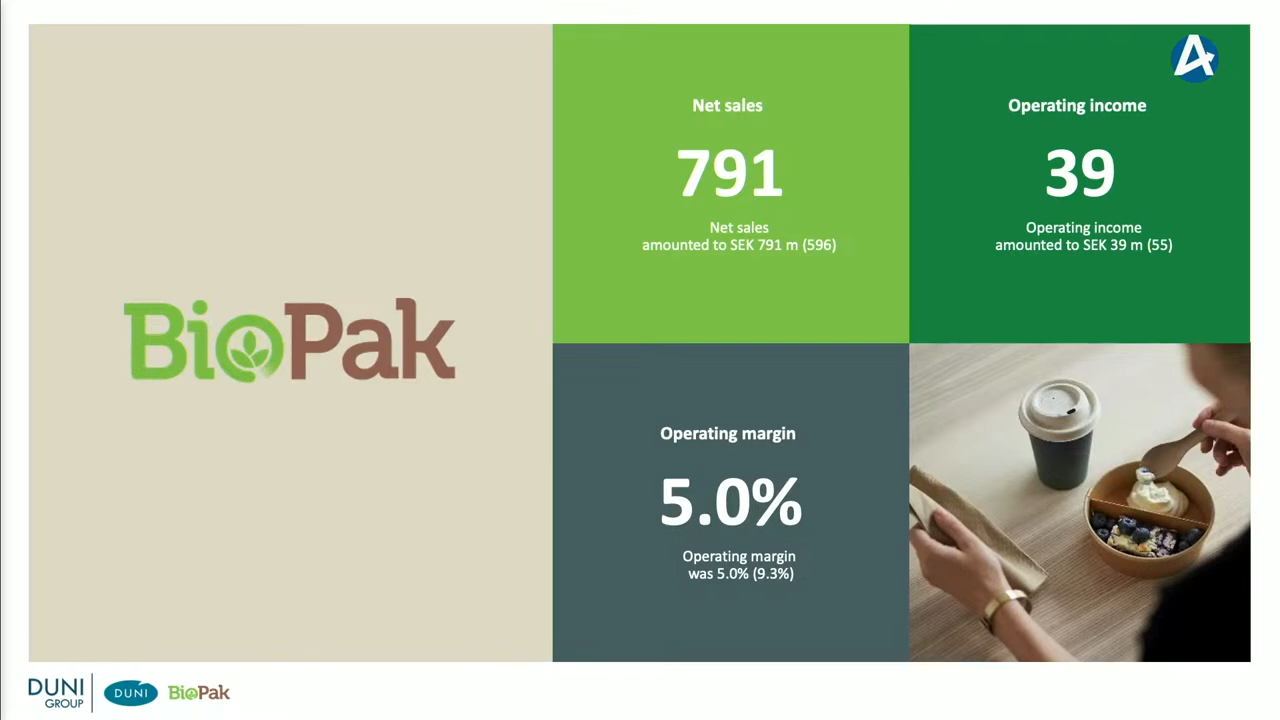 BioPak
Net sales
791
Net sales
amounted to SEK 791 m (596)
Operating income
39
Operating income
amounted to SEK 39 m (55)
Operating margin
5.0%
Operating margin
was 5.0% (9.3%)
DUNI
GROUP
DUNI
BioPak